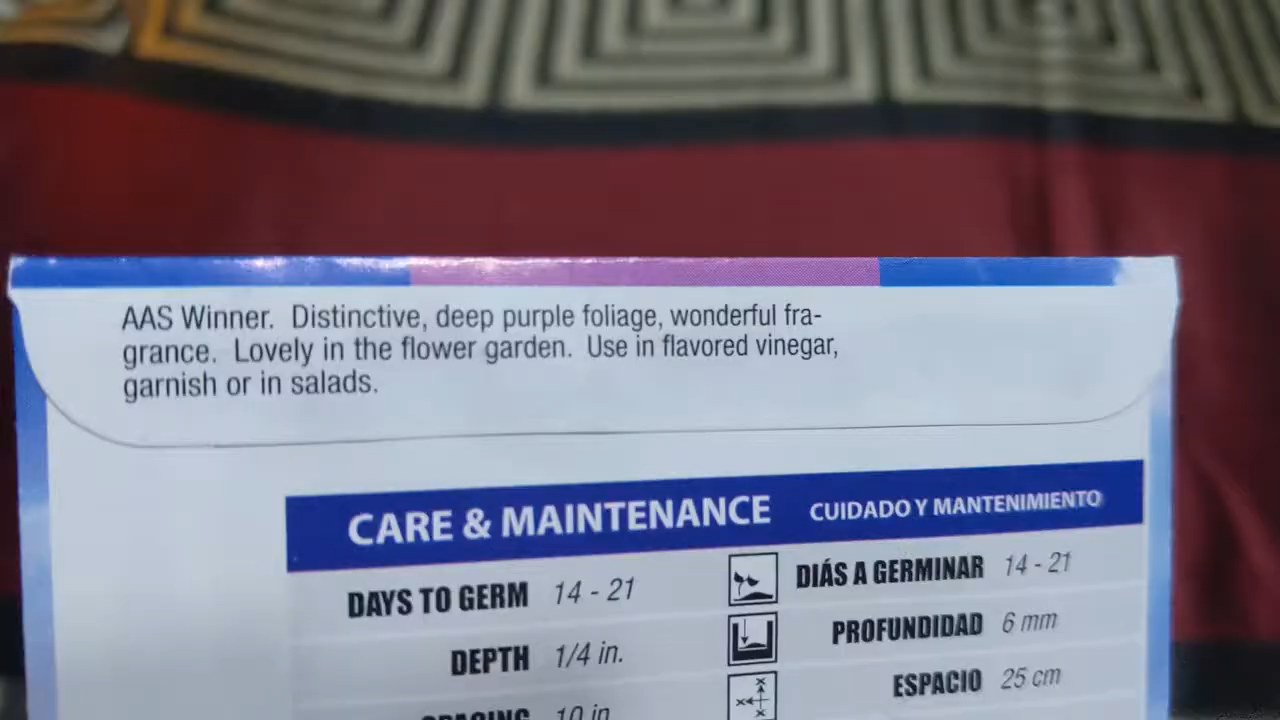 AAS Winner. Distinctive, deep purple foliage, wonderful fra-
grance. Lovely in the flower garden. Use in flavored vinegar,
garnish or in salads.
CARE & MAINTENANCE CUIDADO Y MANTENIMIENTO
DAYS TO GERM 14 - 21 DIÁS A GERMINAR 14 - 21
DEPTH 1/4 in. PROFUNDIDAD 6 mm
SPACING 10 in ESPACIO 25 cm